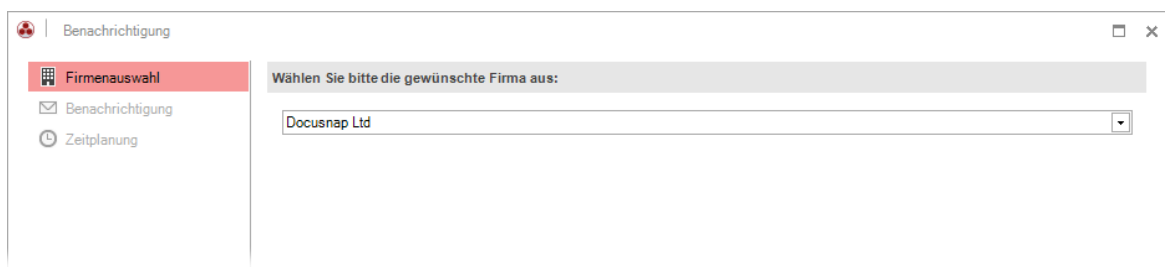 Benachrichtigung
Firmenauswahl
Benachrichtigung
Zeitplanung
Wählen Sie bitte die gewünschte Firma aus:
Docusnap Ltd